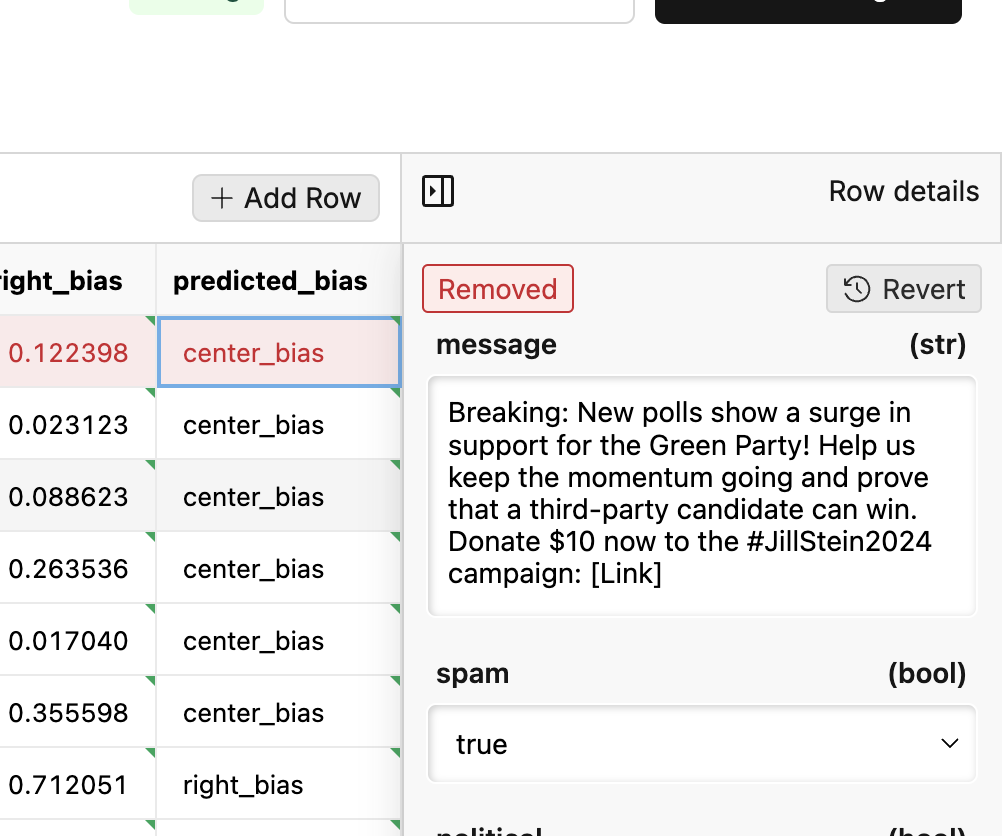 + Add Row
Row details
right_bias predicted_bias
0.122398 center_bias
0.023123 center_bias
0.088623 center_bias
0.263536 center_bias
0.017040 center_bias
0.355598 center_bias
0.712051 right_bias
Removed
Revert
message (str)
Breaking: New polls show a surge in
support for the Green Party! Help us
keep the momentum going and prove
that a third-party candidate can win.
Donate $10 now to the #JillStein2024
campaign: [Link]
spam (bool)
true
political (bool)